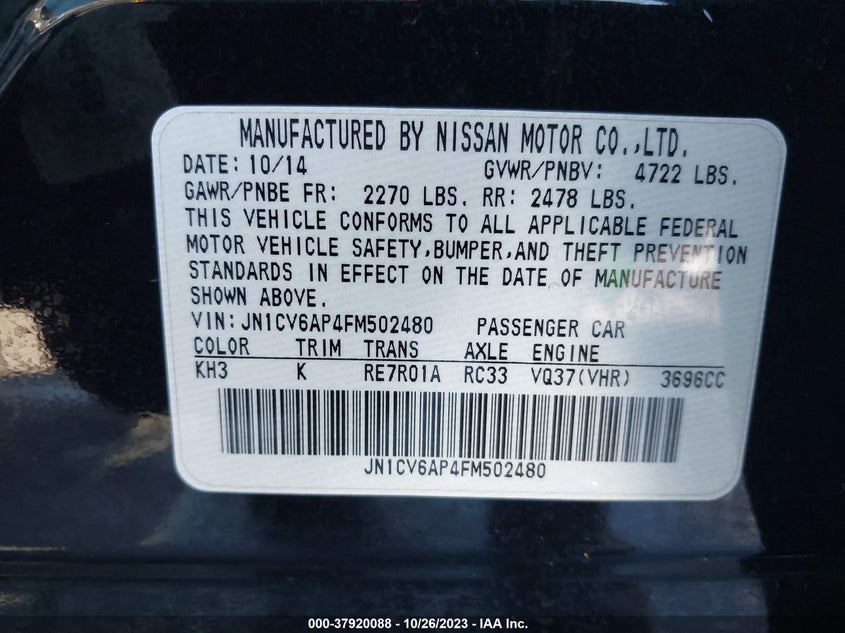 MANUFACTURED BY NISSAN MOTOR CO.,LTD.
DATE: 10/14 GVWR/PNBV: 4722 LBS.
GAWR/PNBE FR: 2270 LBS. RR: 2478 LBS.
THIS VEHICLE CONFORMS TO ALL APPLICABLE FEDERAL
MOTOR VEHICLE SAFETY,BUMPER,AND THEFT PREVENTION
STANDARDS IN EFFECT ON THE DATE OF MANUFACTURE
SHOWN ABOVE.
VIN:JN1CV6AP4FM502480 PASSENGER CAR
COLOR TRIM TRANS AXLE ENGINE
KH3 K RE7R01A RC33 VQ37(VHR) 3696CC
JN1CV6AP4FM502480
000-37920088 - 10/26/2023 - IAA Inc.